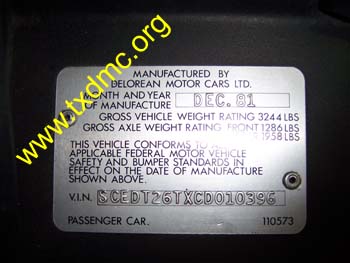 www.txdmc.org
MANUFACTURED BY
DELOREAN MOTOR CARS LTD.
MONTH AND YEAR
OF MANUFACTURE DEC. 81
GROSS VEHICLE WEIGHT RATING 3244 LBS
GROSS AXLE WEIGHT RATING FRONT 1286 LBS
1958 LBS
THIS VEHICLE CONFORMS TO
APPLICABLE FEDERAL MOTOR VEHICLE
SAFETY AND BUMPER STANDARDS IN
EFFECT ON THE DATE OF MANUFACTURE
SHOWN ABOVE.
V.I.N. SCEDT26TXCD010396
PASSENGER CAR. 110573